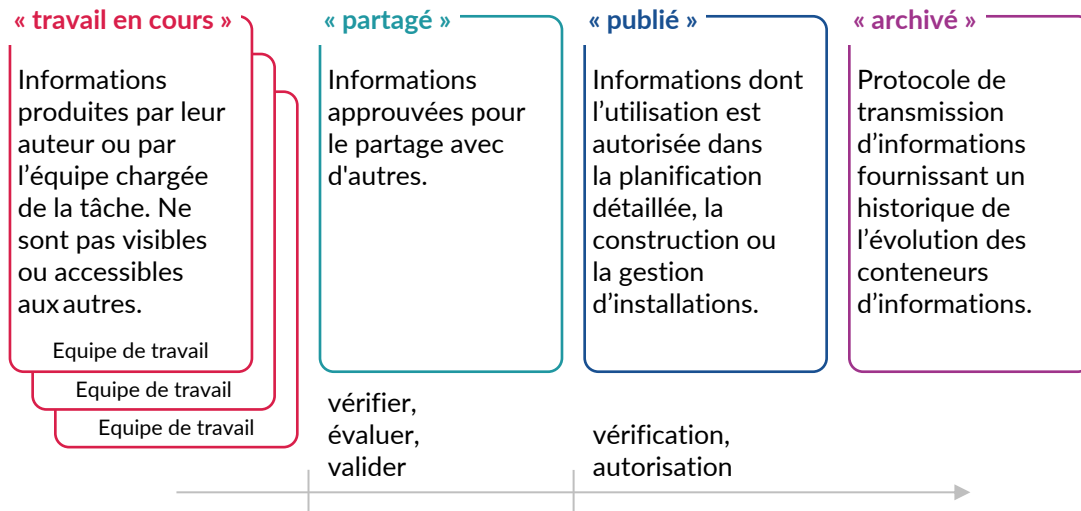 « travail en cours »
Informations
produites par leur
auteur ou par
l'équipe chargée
de la tâche. Ne
sont pas visibles
ou accessibles
aux autres.
Equipe de travail
Equipe de travail
Equipe de travail
« partagé »
Informations
approuvées pour
le partage avec
d'autres.
vérifier,
évaluer,
valider
« publié »
Informations dont
l'utilisation est
autorisée dans
la planification
détaillée, la
construction ou
la gestion
d'installations.
vérification,
autorisation
« archivé »
Protocole de
transmission
d'informations
fournissant un
historique de
l'évolution des
conteneurs
d'informations.